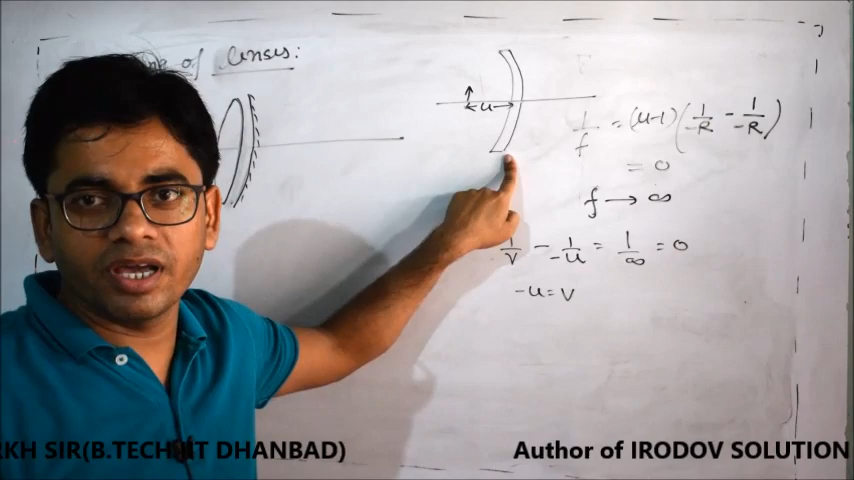 of lenses:
u
1/f = (μ-1)(1/-R - 1/-R)
= 0
f → ∞
1/v - 1/-u = 1/∞ = 0
-u = v
RKH SIR(B.TECH IIT DHANBAD)
Author of IRODOV SOLUTION